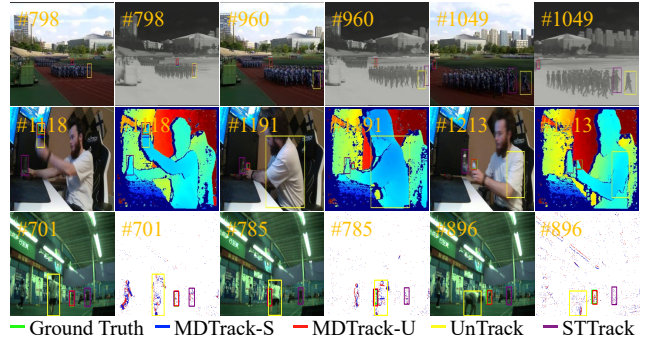 #798 #798 #960 #960 #1049 #1049
#1118 #1118 #1191 #1191 #1213 #1213
#701 #701 #785 #785 #896 #896
Ground Truth MDTrack-S MDTrack-U UnTrack STTrack